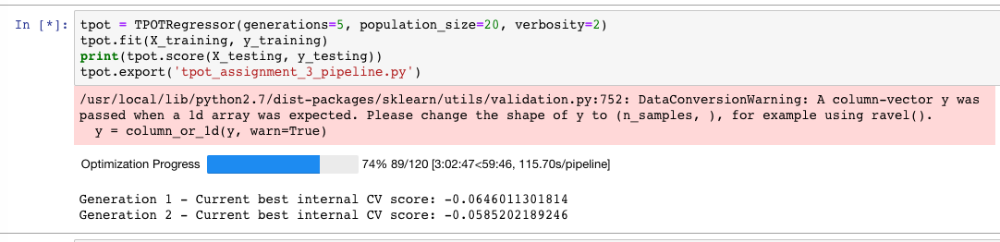 In [*]: tpot = TPOTRegressor(generations=5, population_size=20, verbosity=2)
tpot.fit(X_training, y_training)
print(tpot.score(X_testing, y_testing))
tpot.export('tpot_assignment_3_pipeline.py')
/usr/local/lib/python2.7/dist-packages/sklearn/utils/validation.py:752: DataConversionWarning: A column-vector y was
passed when a 1d array was expected. Please change the shape of y to (n_samples, ), for example using ravel().
  y = column_or_1d(y, warn=True)
Optimization Progress 74% 89/120 [3:02:47<59:46, 115.70s/pipeline]
Generation 1 - Current best internal CV score: -0.0646011301814
Generation 2 - Current best internal CV score: -0.0585202189246